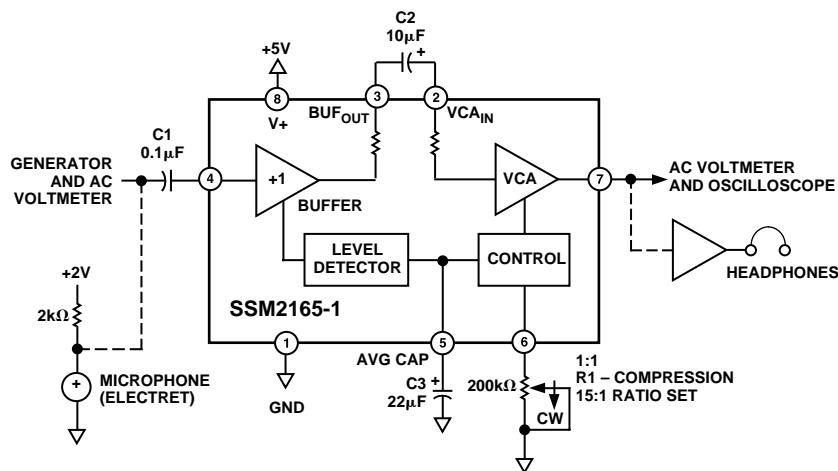 C2
10µF
+
+5V
8
V+
3
BUFOUT
2
VCAIN
C1
0.1µF
GENERATOR
AND AC
VOLTMETER
4
+1
BUFFER
VCA
7
AC VOLTMETER
AND OSCILLOSCOPE
LEVEL
DETECTOR
CONTROL
HEADPHONES
+2V
2kΩ
SSM2165-1
1
GND
5
AVG CAP
6
+
MICROPHONE
(ELECTRET)
C3
22µF
+
200kΩ
CW
1:1
R1 – COMPRESSION
15:1 RATIO SET